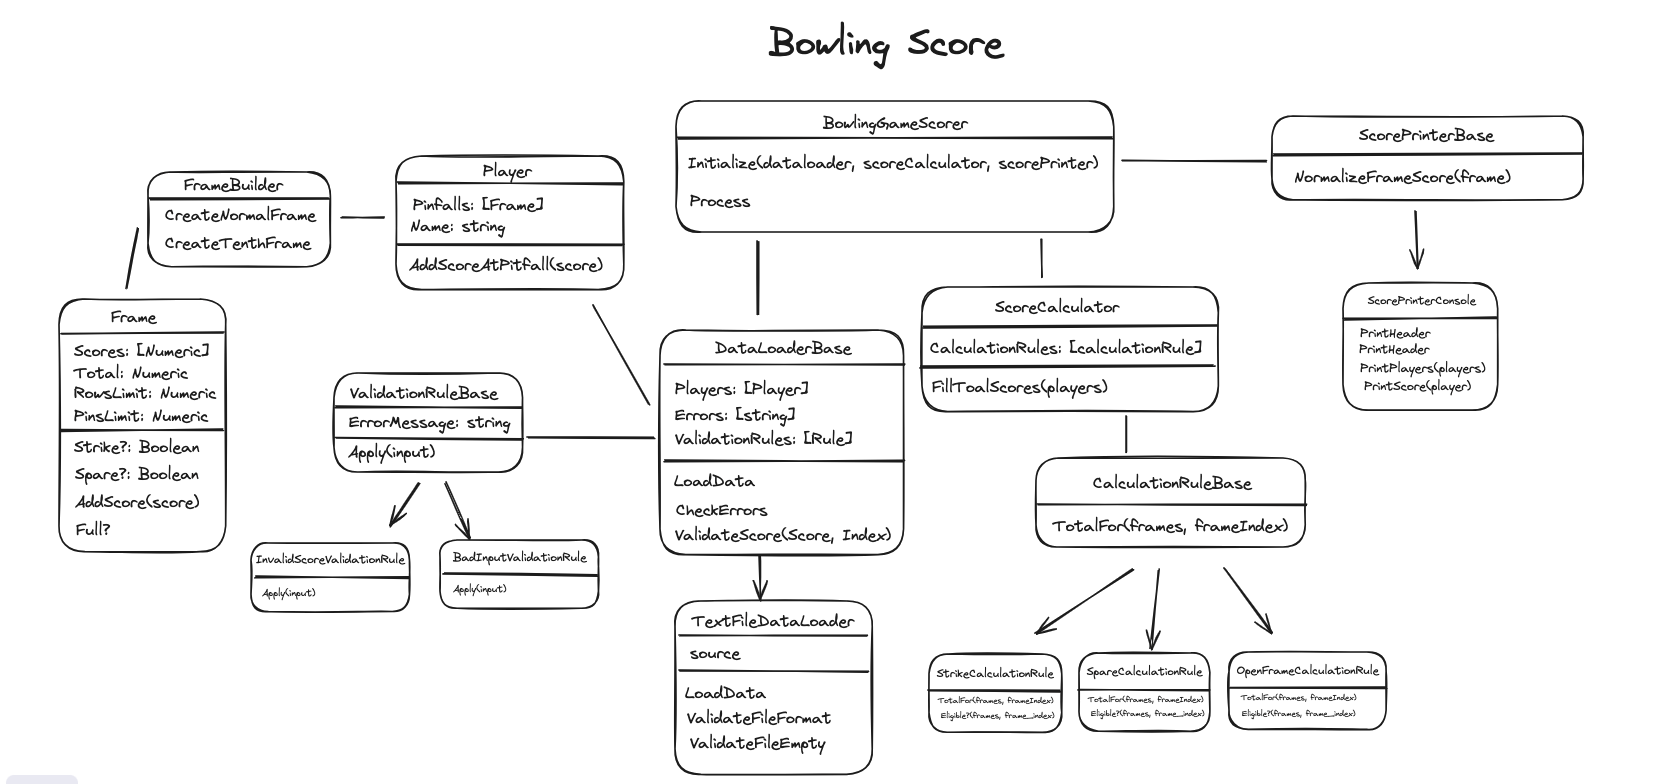 Bowling Score
BowlingGameScorer
Initialize(dataloader, scoreCalculator, scorePrinter)
Process
ScorePrinterBase
NormalizeFrameScore(frame)
ScorePrinterConsole
PrintHeader
PrintHeader
PrintPlayers(players)
PrintScore(player)
Player
Pinfalls: [Frame]
Name: string
AddScoreAtPitfall(score)
FrameBuilder
CreateNormalFrame
CreateTenthFrame
Frame
Scores: [Numeric]
Total: Numeric
RowsLimit: Numeric
PinsLimit: Numeric
Strike?: Boolean
Spare?: Boolean
AddScore(score)
Full?
ValidationRuleBase
ErrorMessage: string
Apply(input)
InvalidScoreValidationRule
Apply(input)
BadInputValidationRule
Apply(input)
DataLoaderBase
Players: [Player]
Errors: [string]
ValidationRules: [Rule]
LoadData
CheckErrors
ValidateScore(Score, Index)
TextFileDataLoader
source
LoadData
ValidateFileFormat
ValidateFileEmpty
ScoreCalculator
CalculationRules: [calculationRule]
FillToalScores(players)
CalculationRuleBase
TotalFor(frames, frameIndex)
StrikeCalculationRule
TotalFor(frames, frameIndex)
Eligible?(frames, frame_index)
SpareCalculationRule
TotalFor(frames, frameIndex)
Eligible?(frames, frame_index)
OpenFrameCalculationRule
TotalFor(frames, frameIndex)
Eligible?(frames, frame_index)